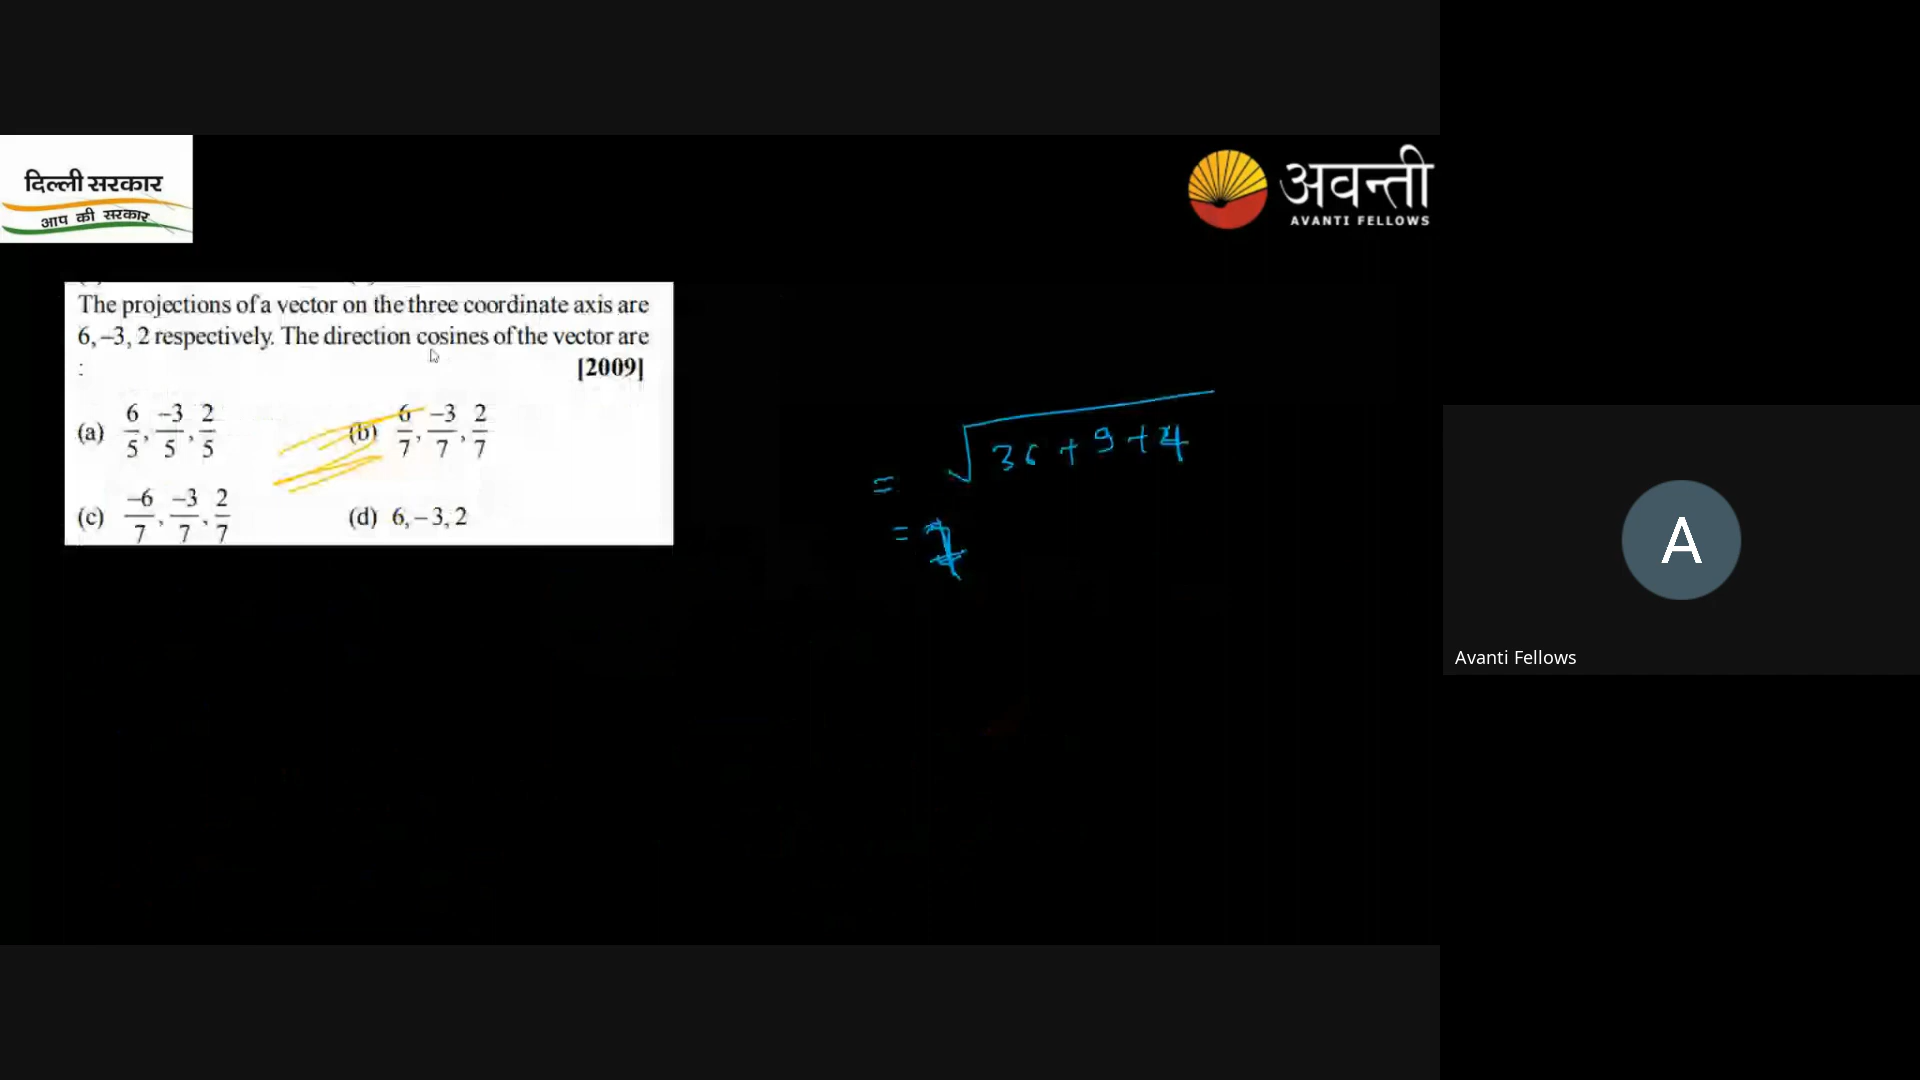 दिल्ली सरकार
आप की सरकार
अवन्ती
AVANTI FELLOWS
The projections of a vector on the three coordinate axis are
6, –3, 2 respectively. The direction cosines of the vector are
: [2009]
(a) 6/5, –3/5, 2/5 (b) 6/7, –3/7, 2/7
(c) –6/7, –3/7, 2/7 (d) 6, – 3, 2
= √36 + 9 + 4
= 7
A
Avanti Fellows